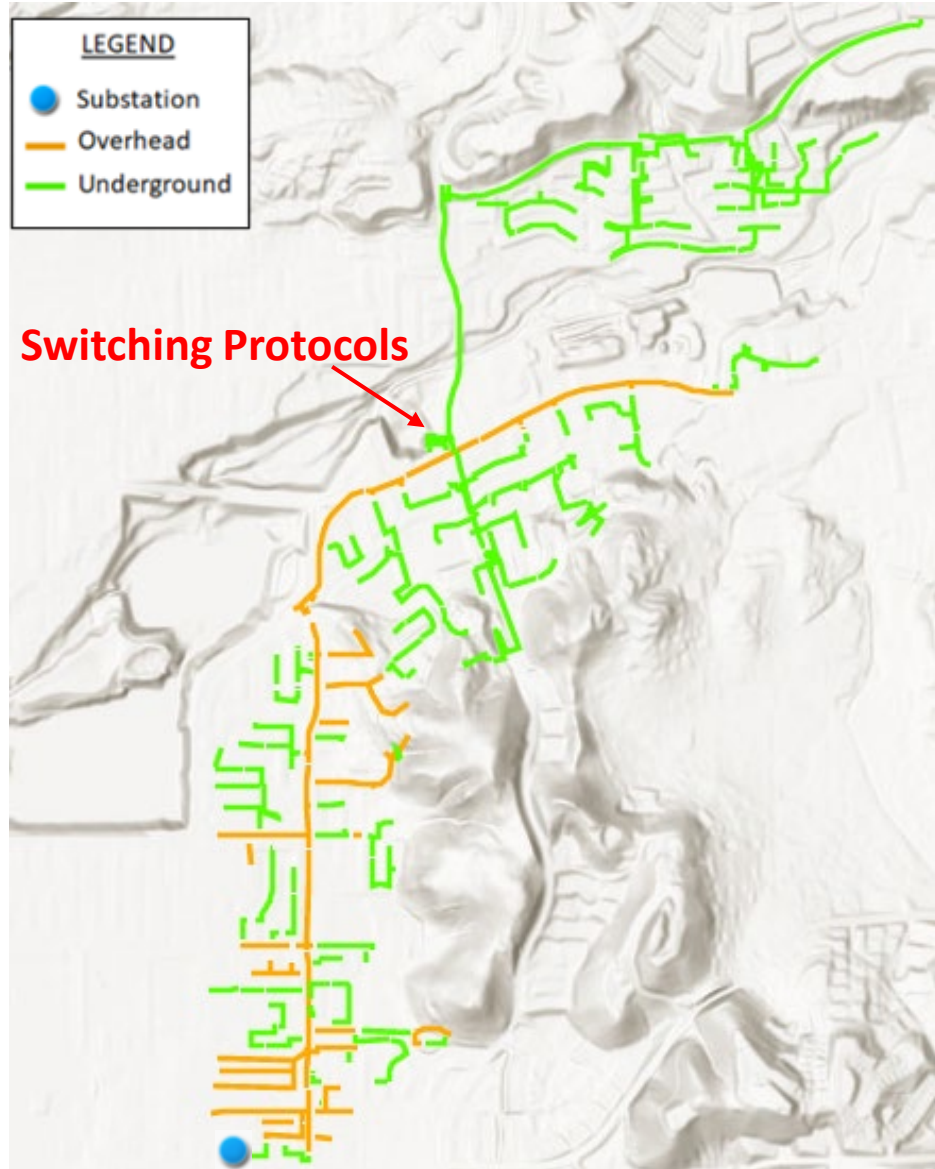 LEGEND
Substation
Overhead
Underground
Switching Protocols